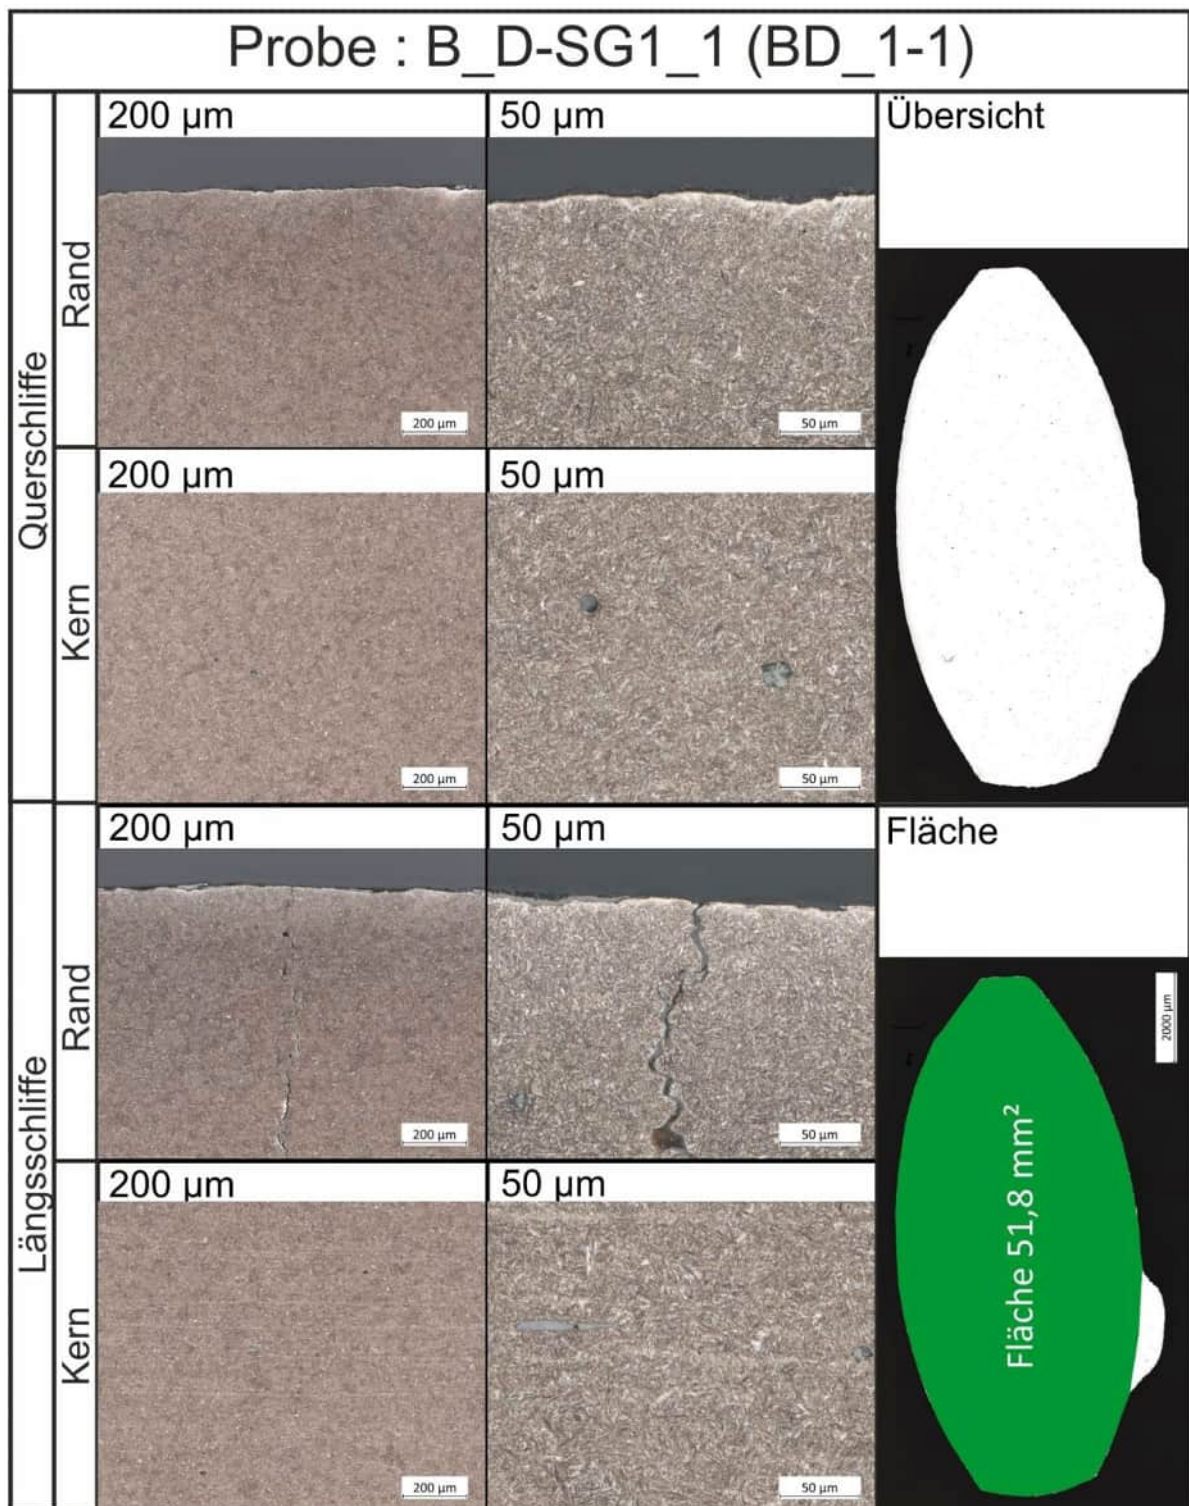 Probe : B_D-SG1_1 (BD_1-1)
Querschliffe
Rand
200 µm
200 µm
50 µm
50 µm
Übersicht
Kern
200 µm
200 µm
50 µm
50 µm
Längsschliffe
Rand
200 µm
200 µm
50 µm
50 µm
Fläche
2000 µm
Fläche 51,8 mm²
Kern
200 µm
200 µm
50 µm
50 µm